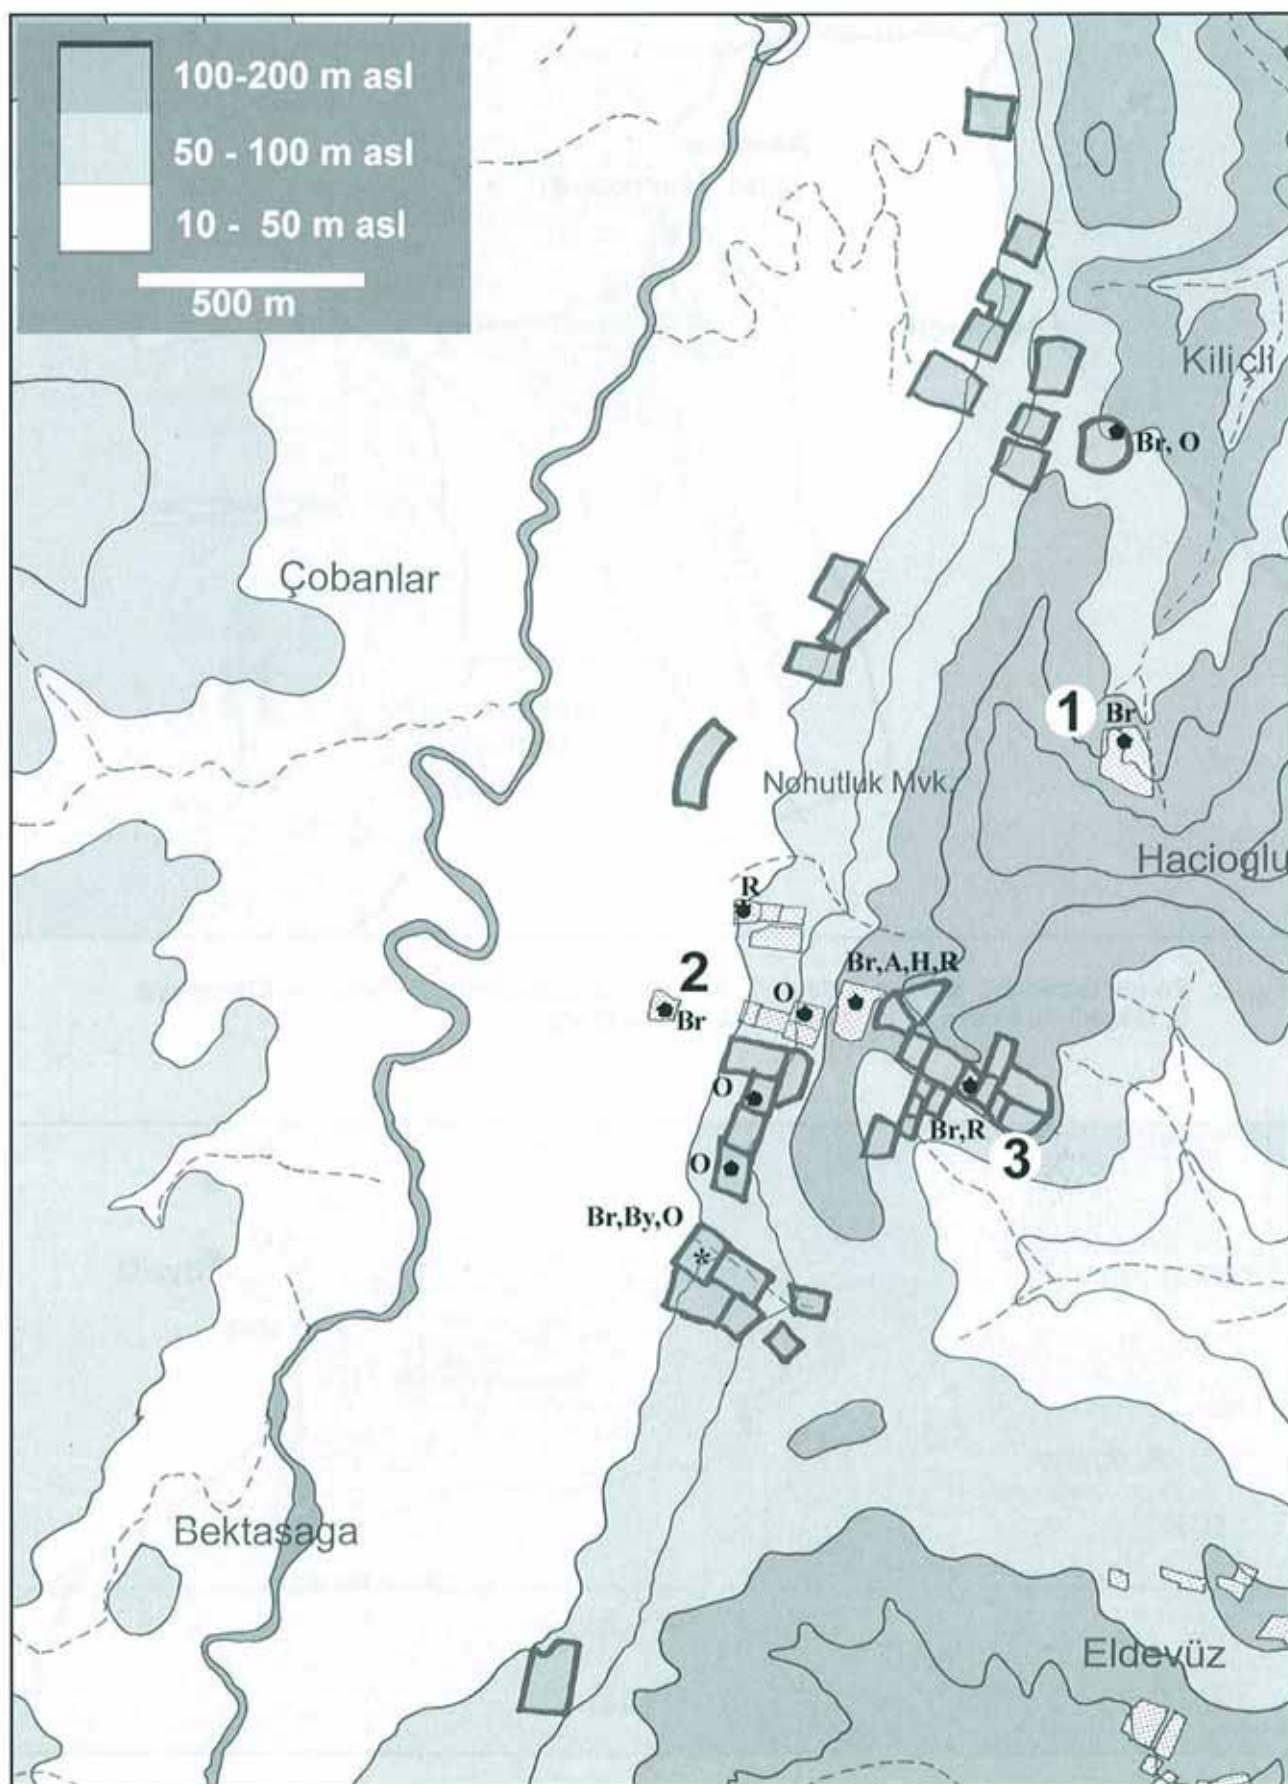 100-200 m asl
50 - 100 m asl
10 - 50 m asl
500 m
Kiliçli
Br, O
Çobanlar
1
Br
Nohutluk Mvk.
Hacioglu
R
2
Br,A,H,R
O
Br
O
Br,R
3
O
Br,By,O
*
Bektasaga
Eldevüz